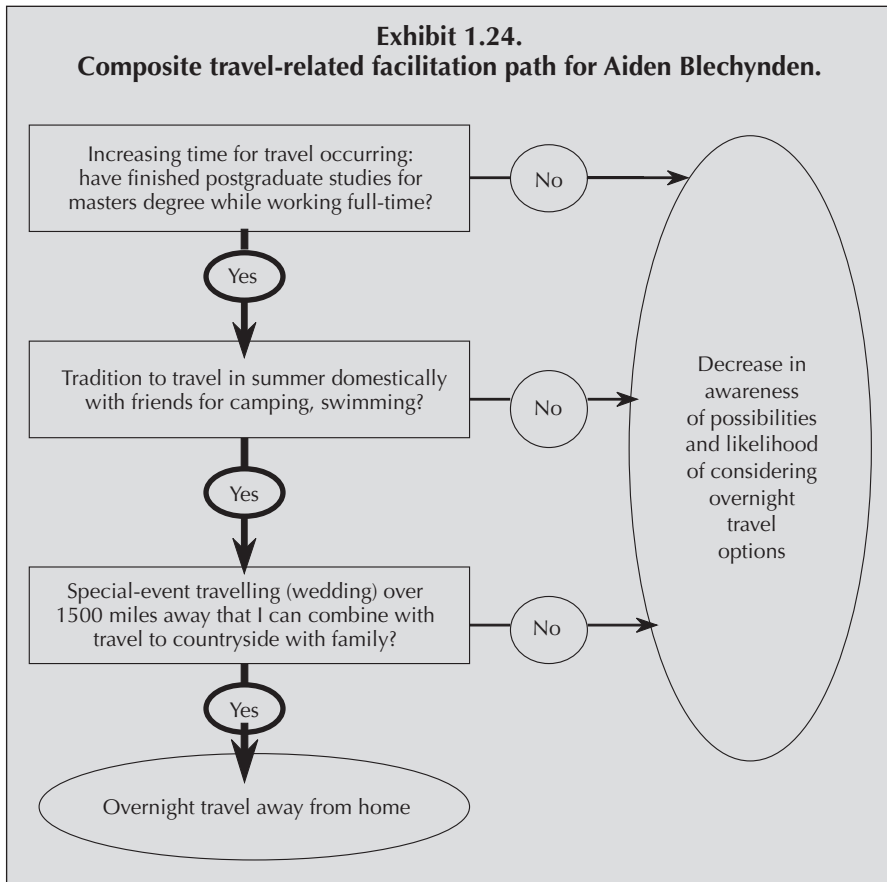 Exhibit 1.24.
Composite travel-related facilitation path for Aiden Blechynden.
Increasing time for travel occurring:
have finished postgraduate studies for
masters degree while working full-time?
No
Yes
Tradition to travel in summer domestically
with friends for camping, swimming?
No
Yes
Special-event travelling (wedding) over
1500 miles away that I can combine with
travel to countryside with family?
No
Yes
Overnight travel away from home
Decrease in
awareness
of possibilities
and likelihood
of considering
overnight
travel
options